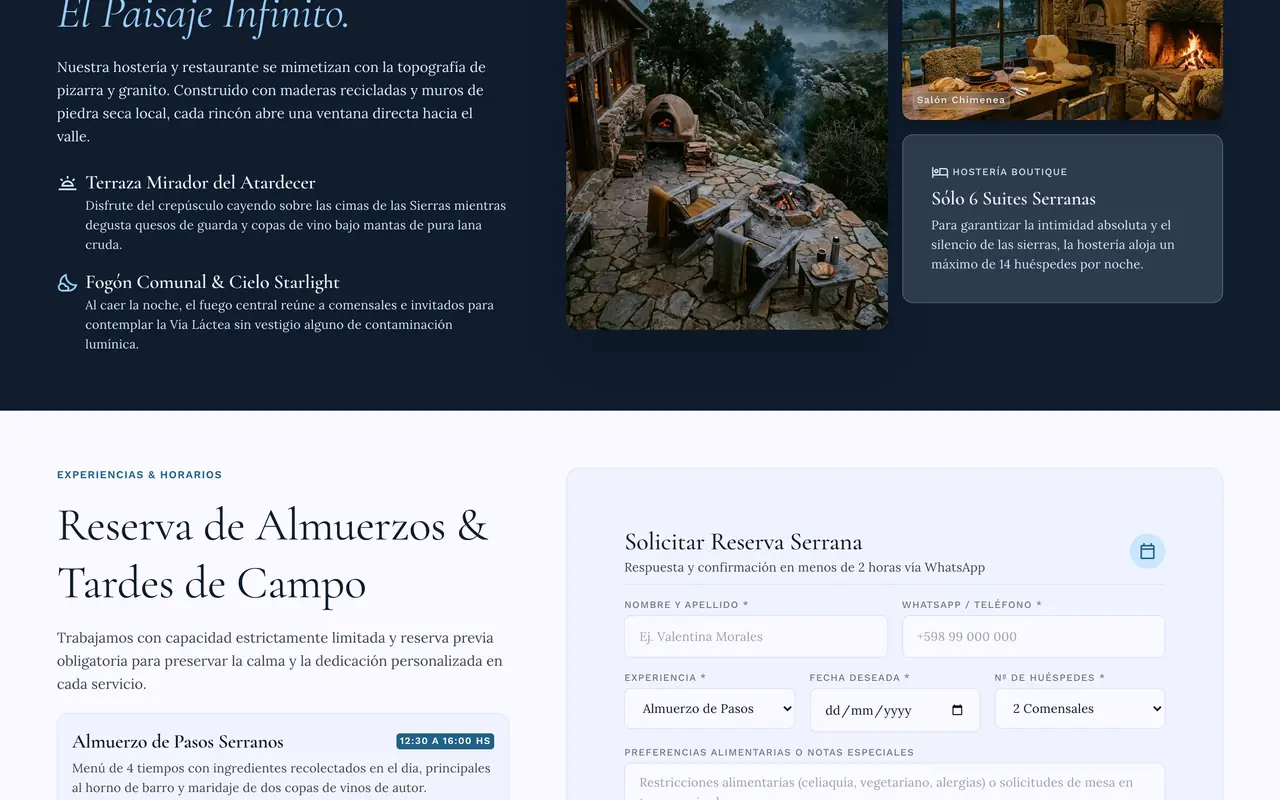 El Paisaje Infinito.
Nuestra hostería y restaurante se mimetizan con la topografía de
pizarra y granito. Construido con maderas recicladas y muros de
piedra seca local, cada rincón abre una ventana directa hacia el
valle.
Terraza Mirador del Atardecer
Disfrute del crepúsculo cayendo sobre las cimas de las Sierras mientras
degusta quesos de guarda y copas de vino bajo mantas de pura lana
cruda.
Fogón Comunal & Cielo Starlight
Al caer la noche, el fuego central reúne a comensales e invitados para
contemplar la Vía Láctea sin vestigio alguno de contaminación
lumínica.
Salón Chimenea
HOSTERÍA BOUTIQUE
Sólo 6 Suites Serranas
Para garantizar la intimidad absoluta y el
silencio de las sierras, la hostería aloja un
máximo de 14 huéspedes por noche.
EXPERIENCIAS & HORARIOS
Reserva de Almuerzos &
Tardes de Campo
Trabajamos con capacidad estrictamente limitada y reserva previa
obligatoria para preservar la calma y la dedicación personalizada en
cada servicio.
Almuerzo de Pasos Serranos
12:30 A 16:00 HS
Menú de 4 tiempos con ingredientes recolectados en el día, principales
al horno de barro y maridaje de dos copas de vinos de autor.
Solicitar Reserva Serrana
Respuesta y confirmación en menos de 2 horas vía WhatsApp
NOMBRE Y APELLIDO *
Ej. Valentina Morales
WHATSAPP / TELÉFONO *
+598 99 000 000
EXPERIENCIA *
Almuerzo de Pasos
FECHA DESEADA *
dd/mm/yyyy
Nº DE HUÉSPEDES *
2 Comensales
PREFERENCIAS ALIMENTARIAS O NOTAS ESPECIALES
Restricciones alimentarias (celiaquía, vegetariano, alergias) o solicitudes de mesa en